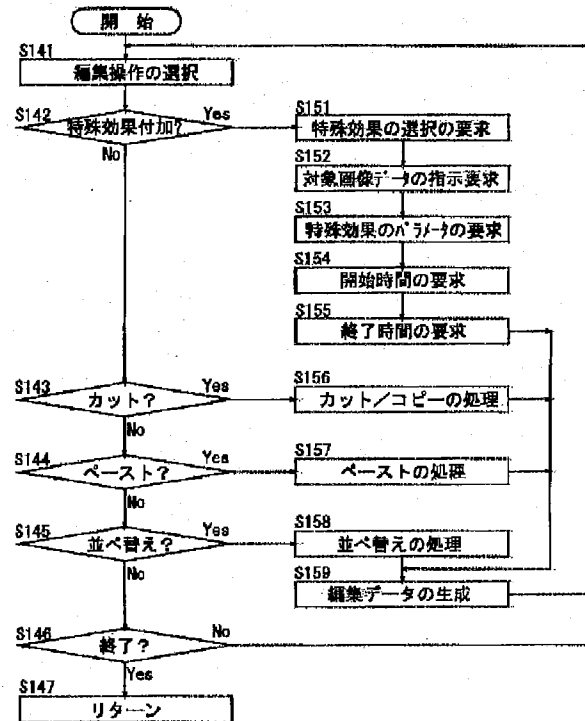 開始
S141
編集操作の選択
S142
特殊効果付加?
Yes
No
S151
特殊効果の選択の要求
S152
対象画像データの指示要求
S153
特殊効果のパラメータの要求
S154
開始時間の要求
S155
終了時間の要求
S143
カット?
Yes
No
S156
カット/コピーの処理
S144
ペースト?
Yes
No
S157
ペーストの処理
S145
並べ替え?
Yes
No
S158
並べ替えの処理
S159
編集データの生成
S146
終了?
No
Yes
S147
リターン